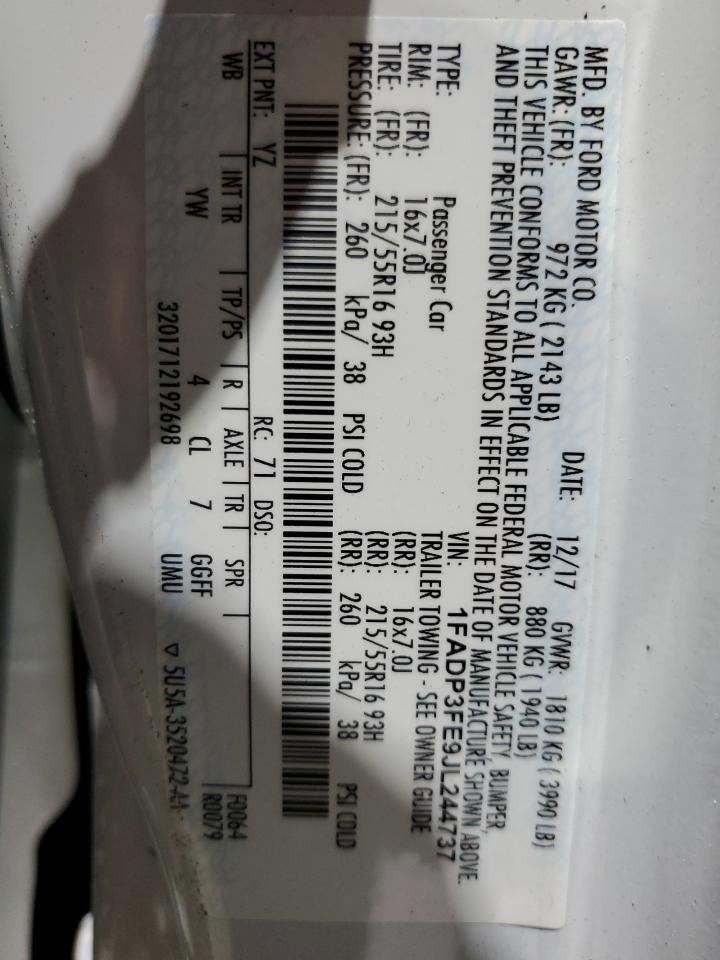 MFD. BY FORD MOTOR CO. DATE: 12/17 GVWR: 1810 KG ( 3990 LB)
GAWR: (FR): 972 KG ( 2143 LB) (RR): 880 KG ( 1940 LB)
THIS VEHICLE CONFORMS TO ALL APPLICABLE FEDERAL MOTOR VEHICLE SAFETY, BUMPER,
AND THEFT PREVENTION STANDARDS IN EFFECT ON THE DATE OF MANUFACTURE SHOWN ABOVE.
VIN: 1FADP3FE9JL244737
TYPE: Passenger Car TRAILER TOWING - SEE OWNER GUIDE
RIM: (FR): 16x7.0J (RR): 16x7.0J
TIRE: (FR): 215/55R16 93H (RR): 215/55R16 93H
PRESSURE: (FR): 260 kPa/ 38 PSI COLD (RR): 260 kPa/ 38 PSI COLD
EXT PNT: YZ RC: 71 DSO:
WB INT TR TP/PS R AXLE TR SPR F0064
YW 4 CL 7 GGFF R0079
3201712192698 UMU ▽ 5U5A-3520472-AA